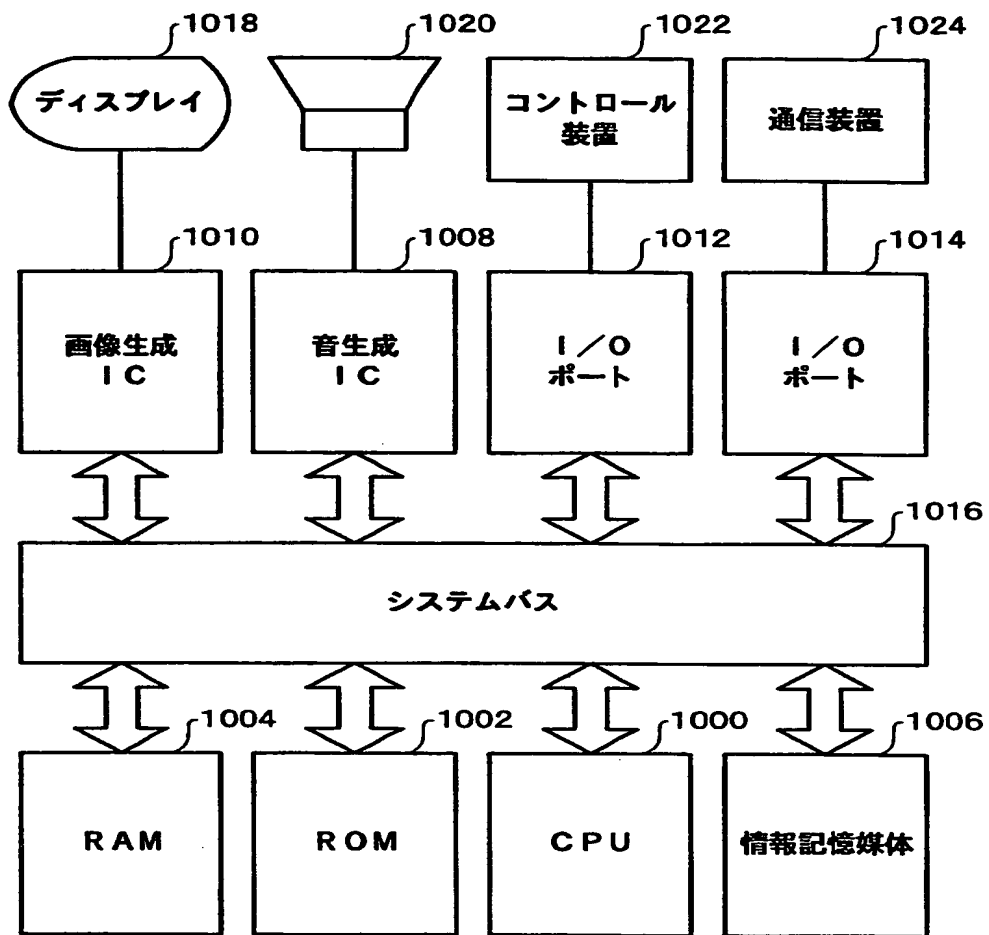 1018
1020
1022
1024
ディスプレイ
コントロール
装置
通信装置
1010
1008
1012
1014
画像生成
IC
音生成
IC
I/O
ポート
I/O
ポート
1016
システムバス
1004
1002
1000
1006
RAM
ROM
CPU
情報記憶媒体